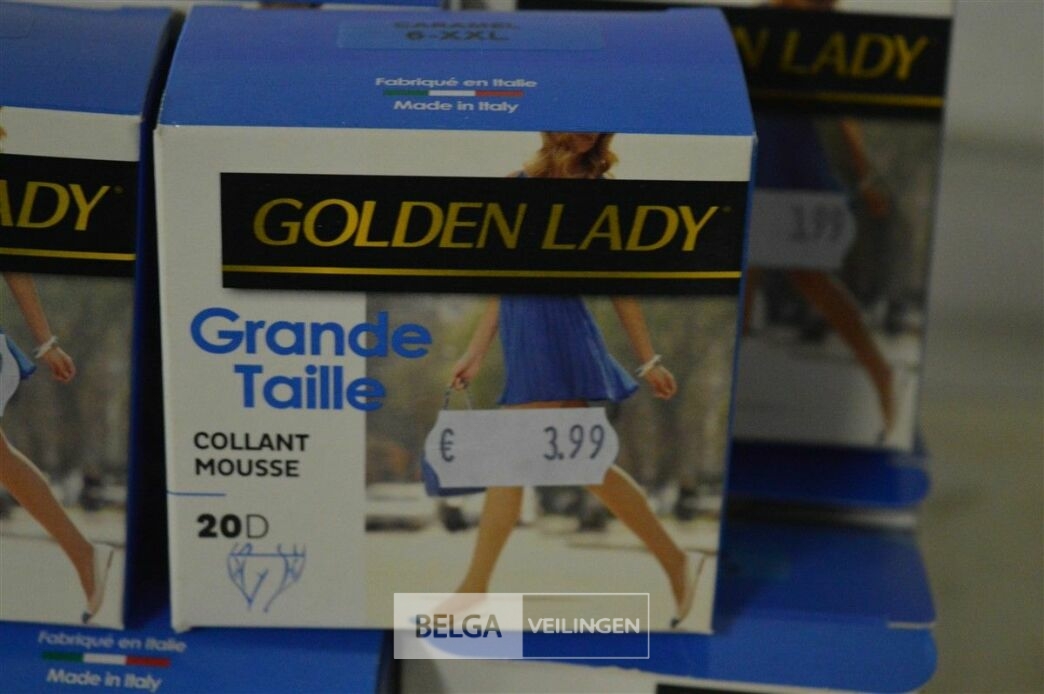 CARAMEL
6-XXL
Fabriqué en Italie
Made in Italy
GOLDEN LADY
Grande
Taille
COLLANT
MOUSSE
20D
€ 3.99
N LADY
3.99
ADY
Fabriqué en Italie
Made in Italy
BELGA VEILINGEN